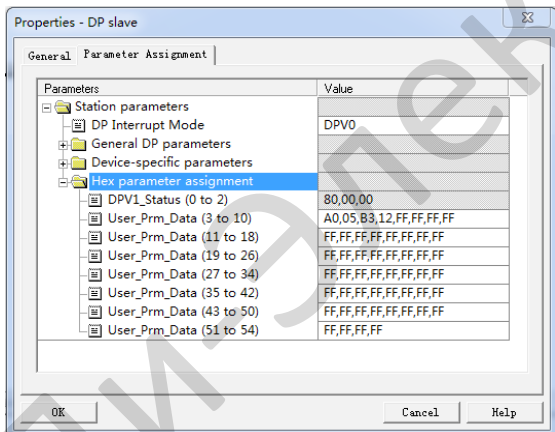 Properties - DP slave
General Parameter Assignment
Parameters Value
Station parameters
DP Interrupt Mode DPV0
General DP parameters
Device-specific parameters
Hex parameter assignment
DPV1_Status (0 to 2) 80,00,00
User_Prm_Data (3 to 10) A0,05,B3,12,FF,FF,FF,FF
User_Prm_Data (11 to 18) FF,FF,FF,FF,FF,FF,FF,FF
User_Prm_Data (19 to 26) FF,FF,FF,FF,FF,FF,FF,FF
User_Prm_Data (27 to 34) FF,FF,FF,FF,FF,FF,FF,FF
User_Prm_Data (35 to 42) FF,FF,FF,FF,FF,FF,FF,FF
User_Prm_Data (43 to 50) FF,FF,FF,FF,FF,FF,FF,FF
User_Prm_Data (51 to 54) FF,FF,FF,FF
OK Cancel Help